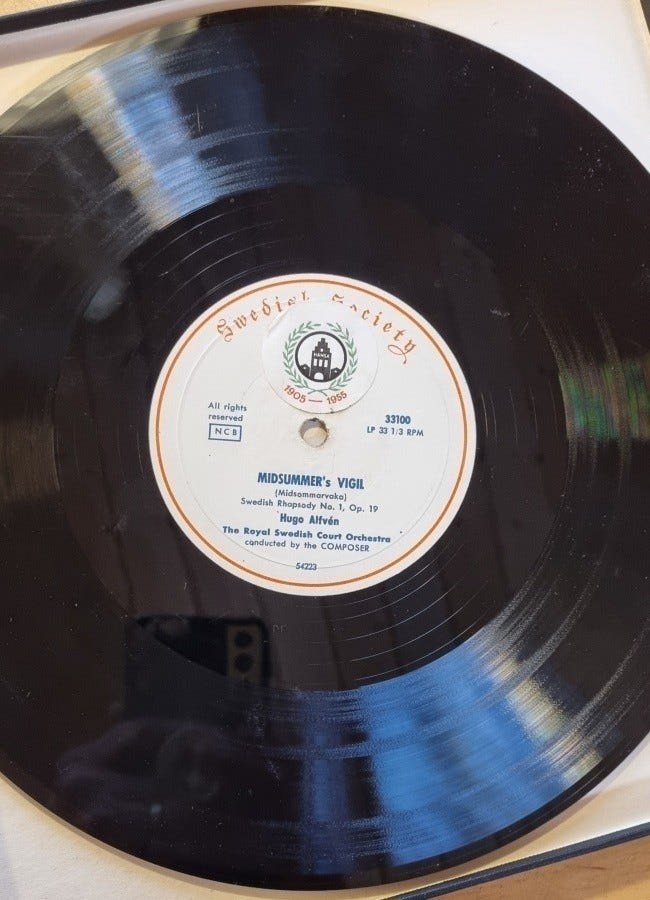 Swedish Society
HANSA
1905 — 1955
All rights
reserved
NCB
33100
LP 33 1/3 RPM
MIDSUMMER's VIGIL
(Midsommarvaka)
Swedish Rhapsody No. 1, Op. 19
Hugo Alfvén
The Royal Swedish Court Orchestra
conducted by the COMPOSER
54223